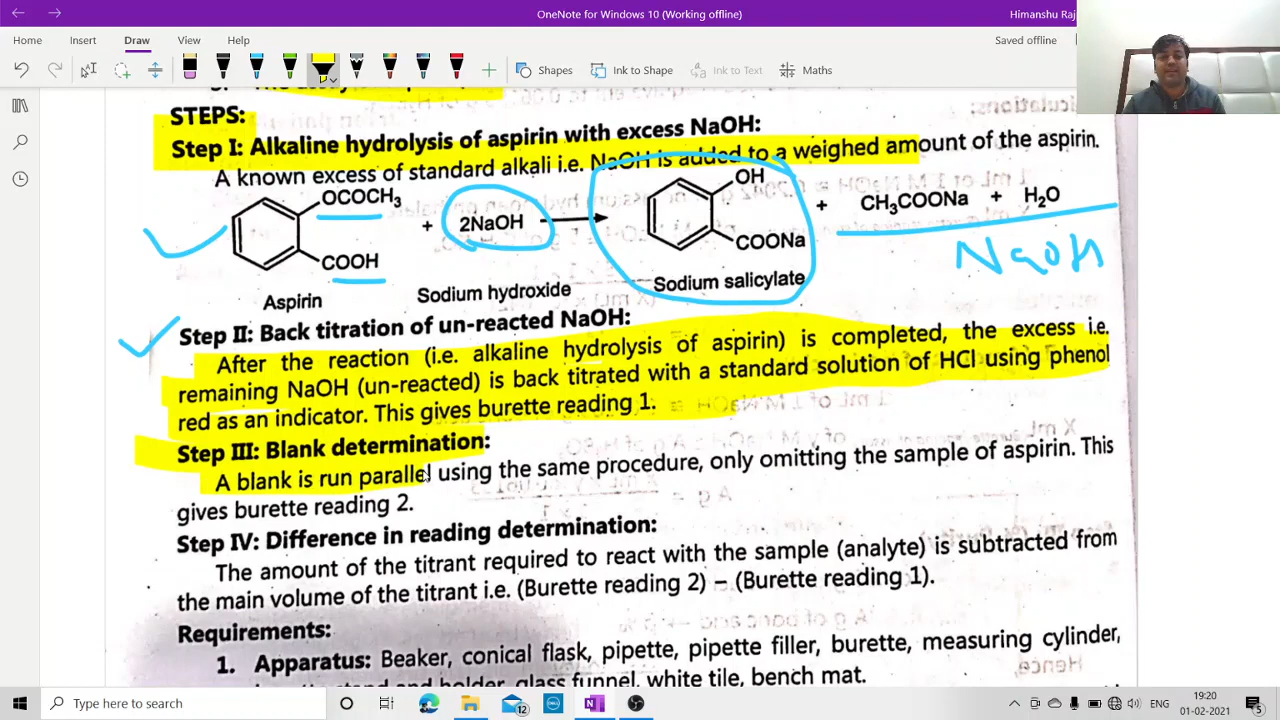 OneNote for Windows 10 (Working offline)
Himanshu Raj
Home Insert Draw View Help
Saved offline
Shapes
Ink to Shape
Ink to Text
Maths
STEPS:
Step I: Alkaline hydrolysis of aspirin with excess NaOH:
A known excess of standard alkali i.e. NaOH is added to a weighed amount of the aspirin.
OCOCH3
COOH
+ 2NaOH
OH
COONa
+ CH3COONa + H2O
NaOH
Aspirin
Sodium hydroxide
Sodium salicylate
Step II: Back titration of un-reacted NaOH:
After the reaction (i.e. alkaline hydrolysis of aspirin) is completed, the excess i.e.
remaining NaOH (un-reacted) is back titrated with a standard solution of HCl using phenol
red as an indicator. This gives burette reading 1.
Step III: Blank determination:
A blank is run parallel using the same procedure, only omitting the sample of aspirin. This
gives burette reading 2.
Step IV: Difference in reading determination:
The amount of the titrant required to react with the sample (analyte) is subtracted from
the main volume of the titrant i.e. (Burette reading 2) – (Burette reading 1).
Requirements:
1. Apparatus: Beaker, conical flask, pipette, pipette filler, burette, measuring cylinder,
glass funnel, white tile, bench mat.
Type here to search
12
ENG
19:20
01-02-2021
5